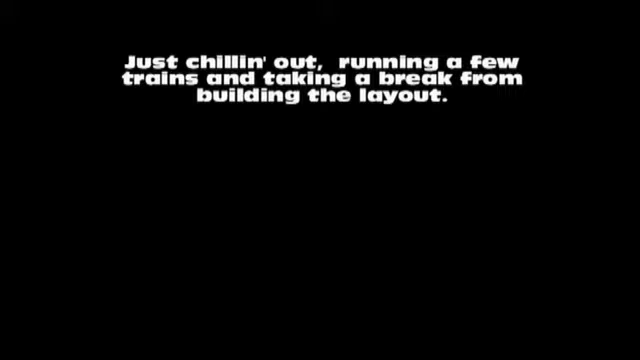 Just chillin' out,  running a few
trains and taking a break from
building the layout.